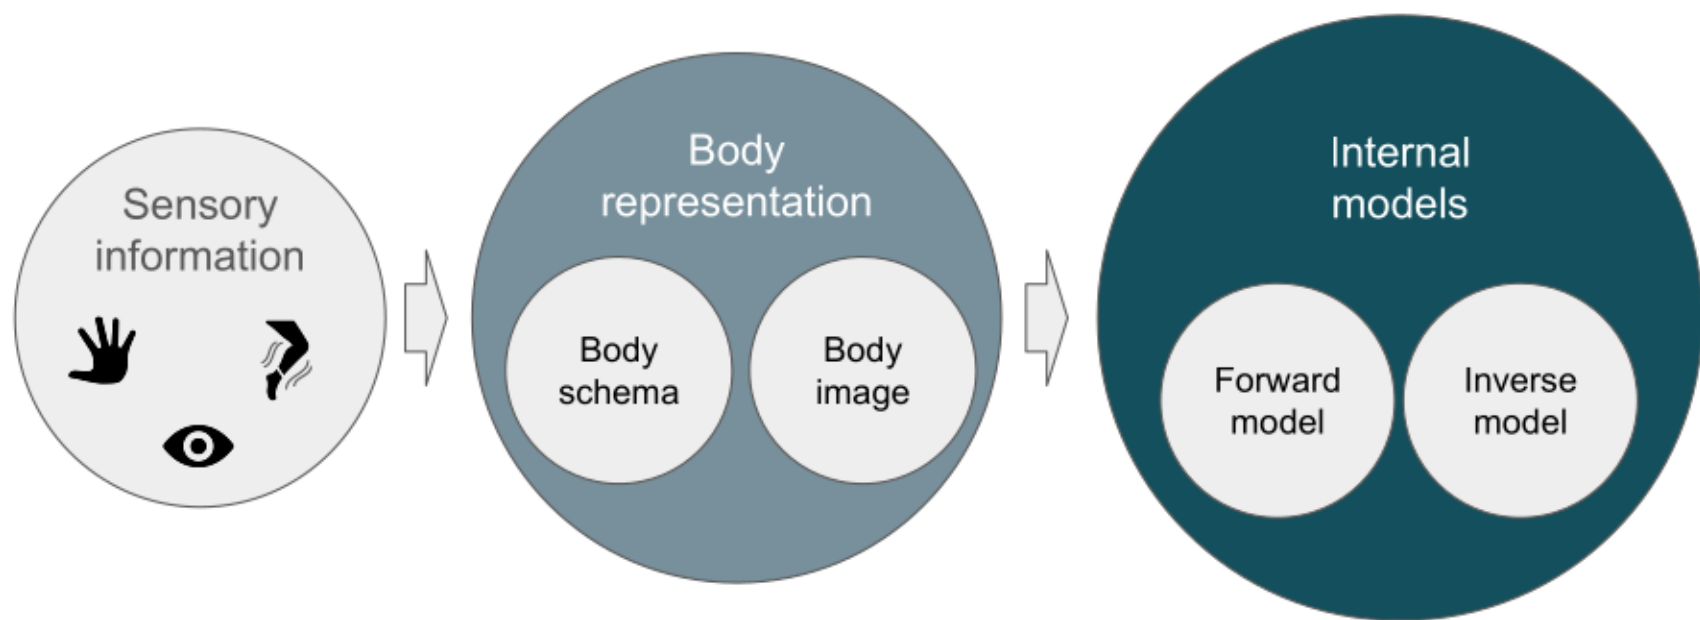 Sensory
information
Body
representation
Body
schema
Body
image
Internal
models
Forward
model
Inverse
model